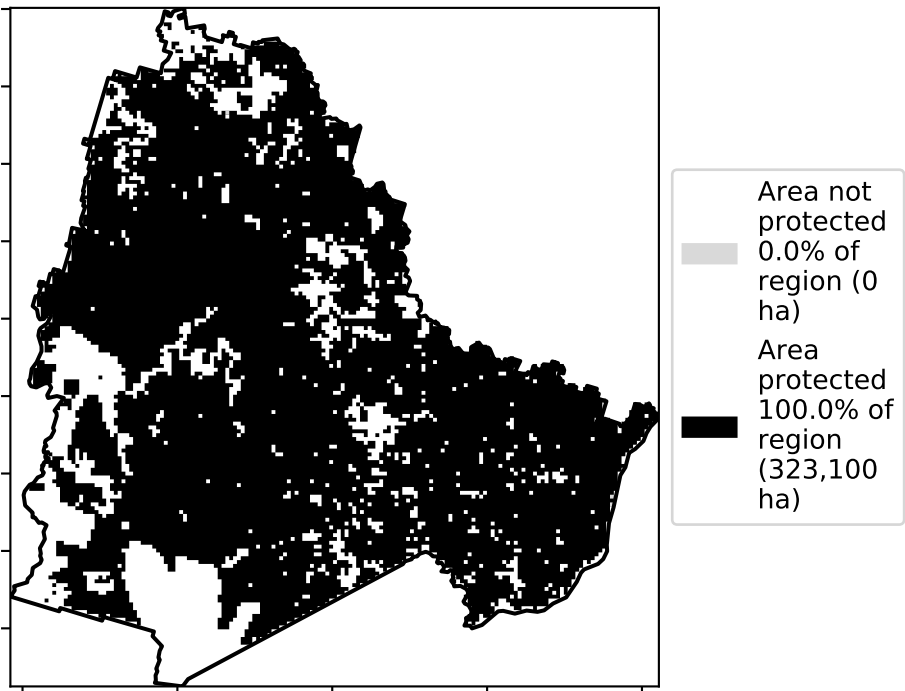 Area not
protected
0.0% of
region (0
ha)
Area
protected
100.0% of
region
(323,100
ha)